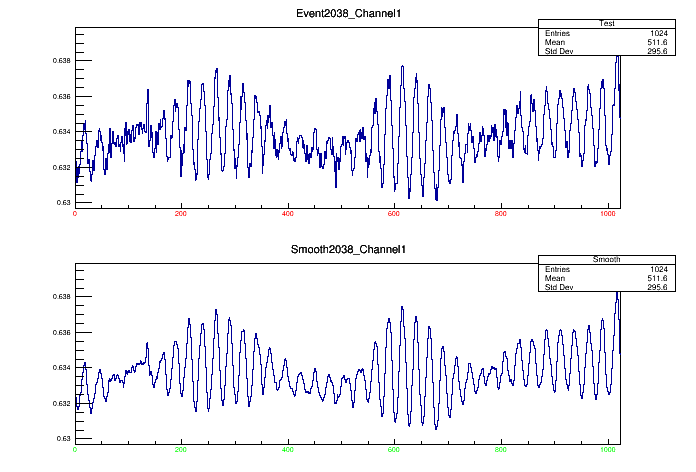 Event2038_Channel1
Test
Entries 1024
Mean 511.6
Std Dev 295.6
0.638
0.636
0.634
0.632
0.63
0 200 400 600 800 1000
Smooth2038_Channel1
Smooth
Entries 1024
Mean 511.6
Std Dev 295.6
0.638
0.636
0.634
0.632
0.63
0 200 400 600 800 1000